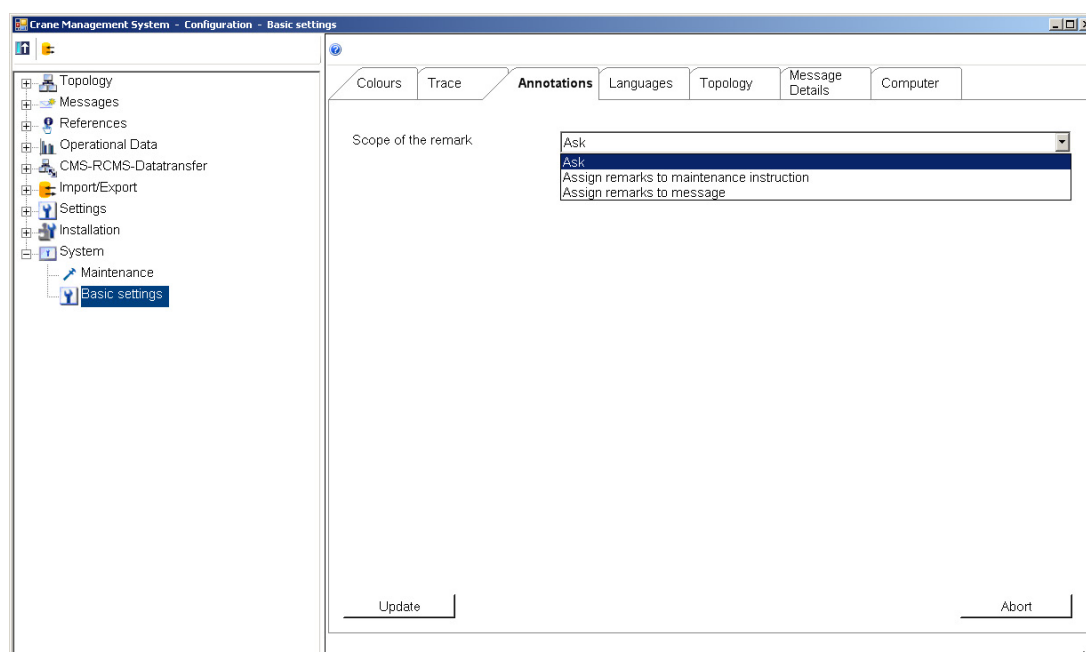 Crane Management System - Configuration - Basic settings
Topology
Messages
References
Operational Data
CMS-RCMS-Datatransfer
Import/Export
Settings
Installation
System
Maintenance
Basic settings
Colours
Trace
Annotations
Languages
Topology
Message
Details
Computer
Scope of the remark
Ask
Ask
Assign remarks to maintenance instruction
Assign remarks to message
Update
Abort